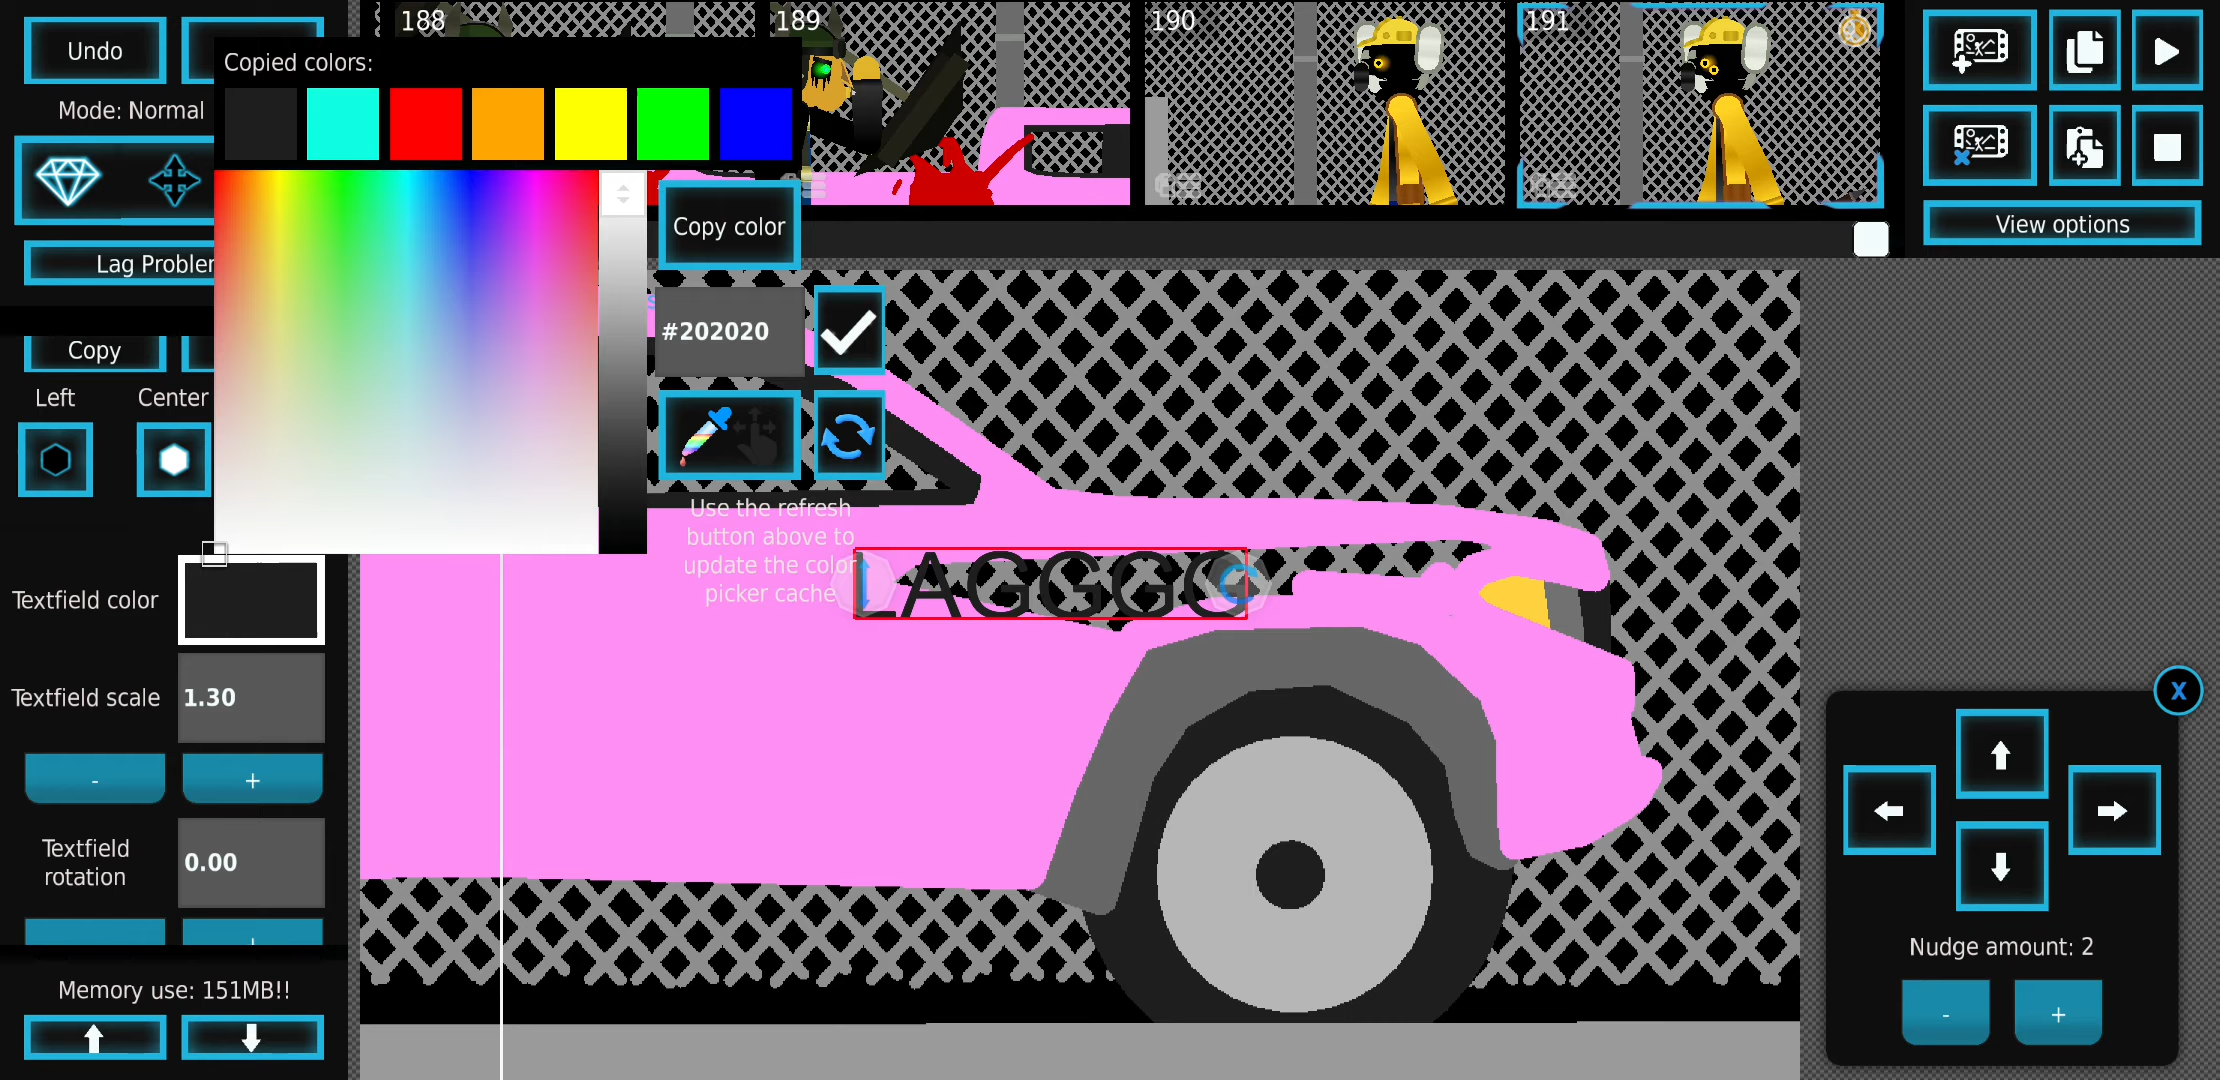 Undo
188
189
190
191
Copied colors:
Mode: Normal
Copy color
View options
Lag Problem
#202020
Copy
Left
Center
Use the refresh
button above to
update the color
picker cache
LAGGGG
Textfield color
Textfield scale
1.30
-
+
Textfield
rotation
0.00
+
X
Nudge amount: 2
-
+
Memory use: 151MB!!